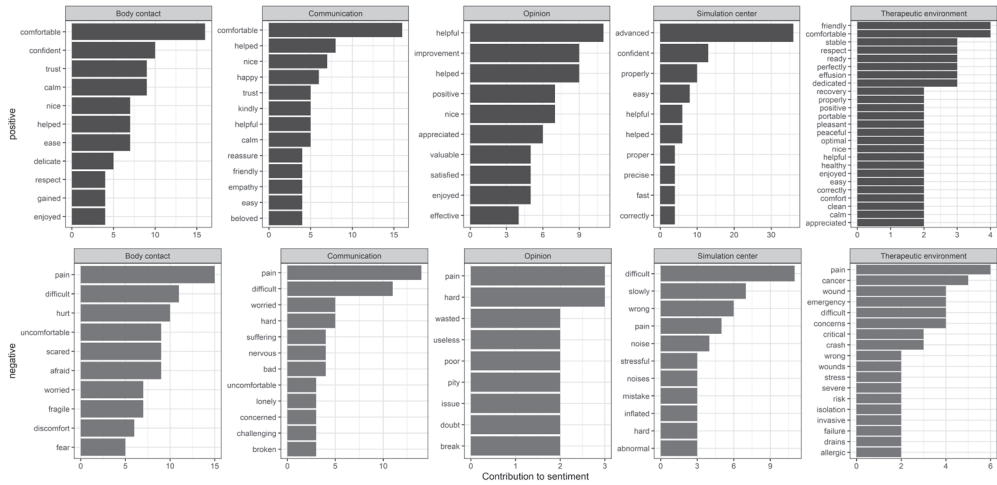 Body contact
comfortable
confident
trust
calm
nice
helped
ease
delicate
respect
gained
enjoyed
0 5 10 15
Communication
comfortable
helped
nice
happy
trust
kindly
helpful
calm
reassure
friendly
empathy
easy
beloved
0 5 10 15
Opinion
helpful
improvement
helped
positive
nice
appreciated
valuable
satisfied
enjoyed
effective
0 3 6 9
Simulation center
advanced
confident
properly
easy
helpful
helped
proper
precise
fast
correctly
0 10 20 30
Therapeutic environment
friendly
comfortable
stable
respect
ready
perfectly
effusion
dedicated
recovery
properly
positive
portable
pleasant
peaceful
optimal
nice
helpful
healthy
enjoyed
easy
correctly
comfort
clean
calm
appreciated
0 1 2 3 4
positive
Body contact
pain
difficult
hurt
uncomfortable
scared
afraid
worried
fragile
discomfort
fear
0 5 10 15
Communication
pain
difficult
worried
hard
suffering
nervous
bad
uncomfortable
lonely
concerned
challenging
broken
0 5 10
Opinion
pain
hard
wasted
useless
poor
pity
issue
doubt
break
0 1 2 3
Simulation center
difficult
slowly
wrong
pain
noise
stressful
noises
mistake
inflated
hard
abnormal
0 3 6 9
Therapeutic environment
pain
cancer
wound
emergency
difficult
concerns
critical
crash
wrong
wounds
stress
severe
risk
isolation
invasive
failure
drains
allergic
0 2 4 6
negative
Contribution to sentiment